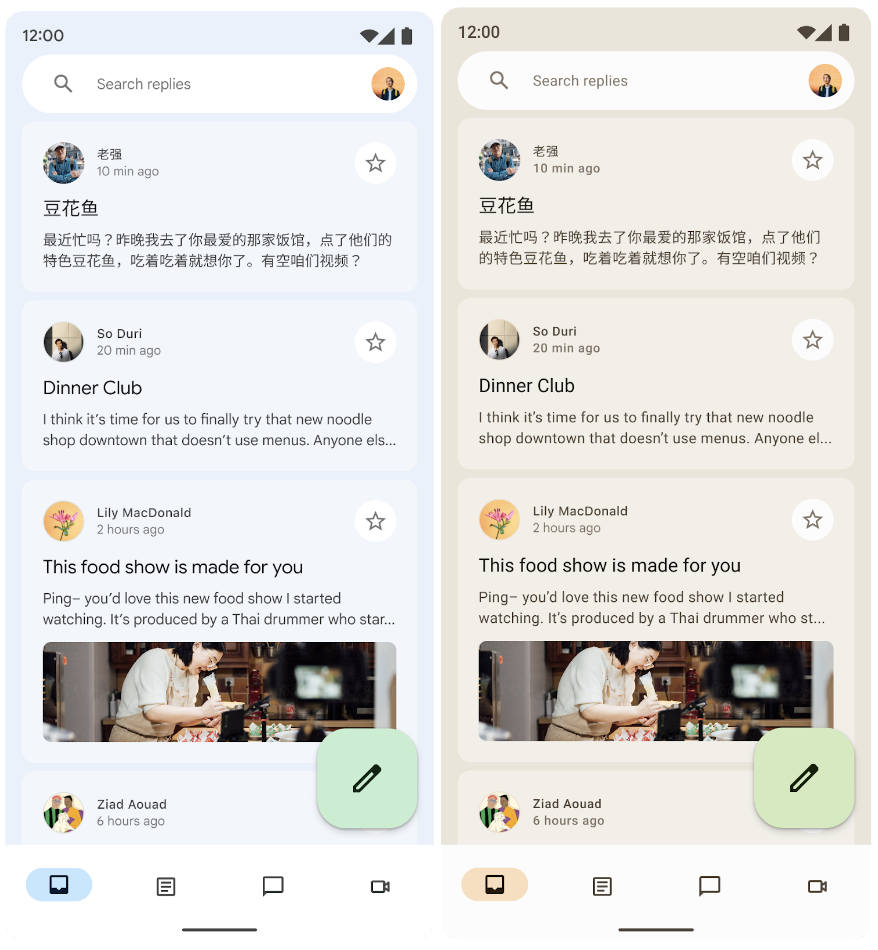 12:00
Search replies
老强
10 min ago
豆花鱼
最近忙吗？昨晚我去了你最爱的那家饭馆，点了他们的
特色豆花鱼，吃着吃着就想你了。有空咱们视频？
So Duri
20 min ago
Dinner Club
I think it's time for us to finally try that new noodle
shop downtown that doesn't use menus. Anyone els...
Lily MacDonald
2 hours ago
This food show is made for you
Ping– you'd love this new food show I started
watching. It's produced by a Thai drummer who star...
Ziad Aouad
6 hours ago
12:00
Search replies
老强
10 min ago
豆花鱼
最近忙吗？昨晚我去了你最爱的那家饭馆，点了他们
的特色豆花鱼，吃着吃着就想你了。有空咱们视频？
So Duri
20 min ago
Dinner Club
I think it's time for us to finally try that new noodle
shop downtown that doesn't use menus. Anyone el...
Lily MacDonald
2 hours ago
This food show is made for you
Ping– you'd love this new food show I started
watching. It's produced by a Thai drummer who st...
Ziad Aouad
6 hours ago